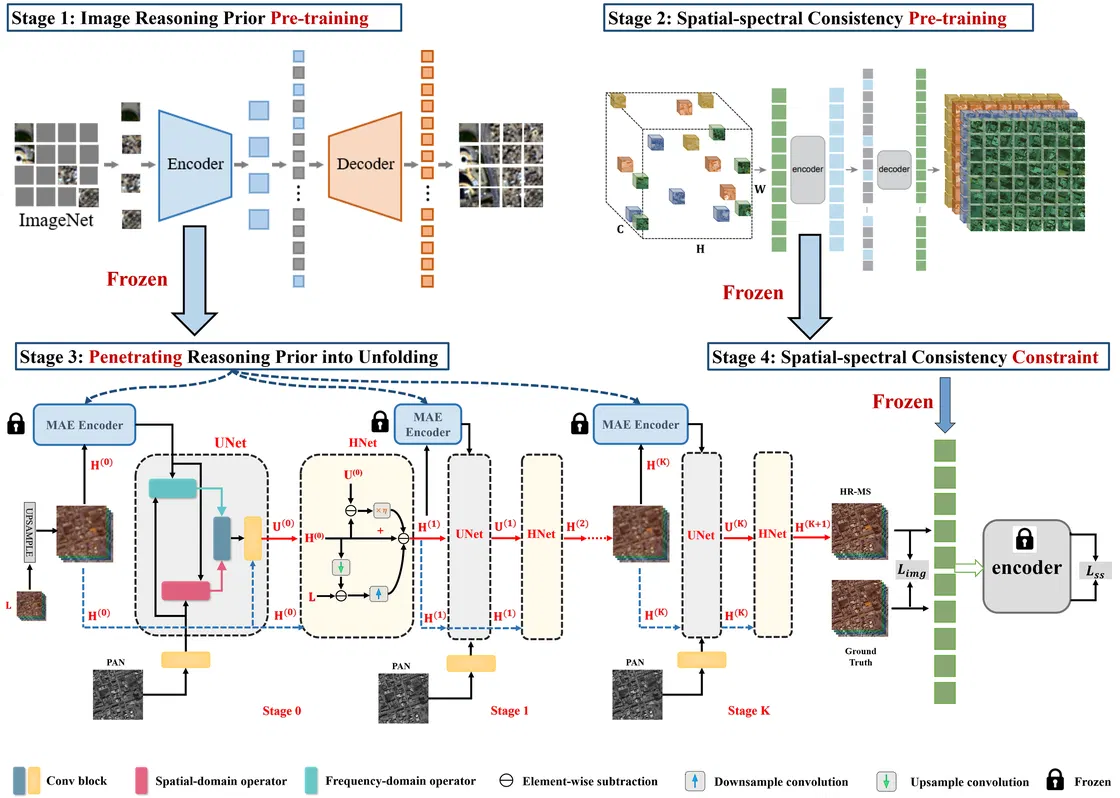 Stage 1: Image Reasoning Prior Pre-training
Stage 2: Spatial-spectral Consistency Pre-training
ImageNet
Encoder
Decoder
Frozen
C
H
W
encoder
decoder
Frozen
Stage 3: Penetrating Reasoning Prior into Unfolding
Stage 4: Spatial-spectral Consistency Constraint
Frozen
MAE Encoder
UNet
HNet
MAE
Encoder
MAE Encoder
H^(0)
U^(0)
H^(1)
H^(K)
UPSAMPLE
L
U^(0)
H^(0)
×η
+
L
H^(1)
UNet
U^(1)
HNet
H^(2)
UNet
U^(K)
HNet
H^(K+1)
H^(0)
H^(0)
H^(1)
H^(1)
H^(K)
H^(K)
HR-MS
L_img
Ground
Truth
encoder
L_ss
PAN
Stage 0
PAN
Stage 1
PAN
Stage K
Conv block
Spatial-domain operator
Frequency-domain operator
Element-wise subtraction
Downsample convolution
Upsample convolution
Frozen